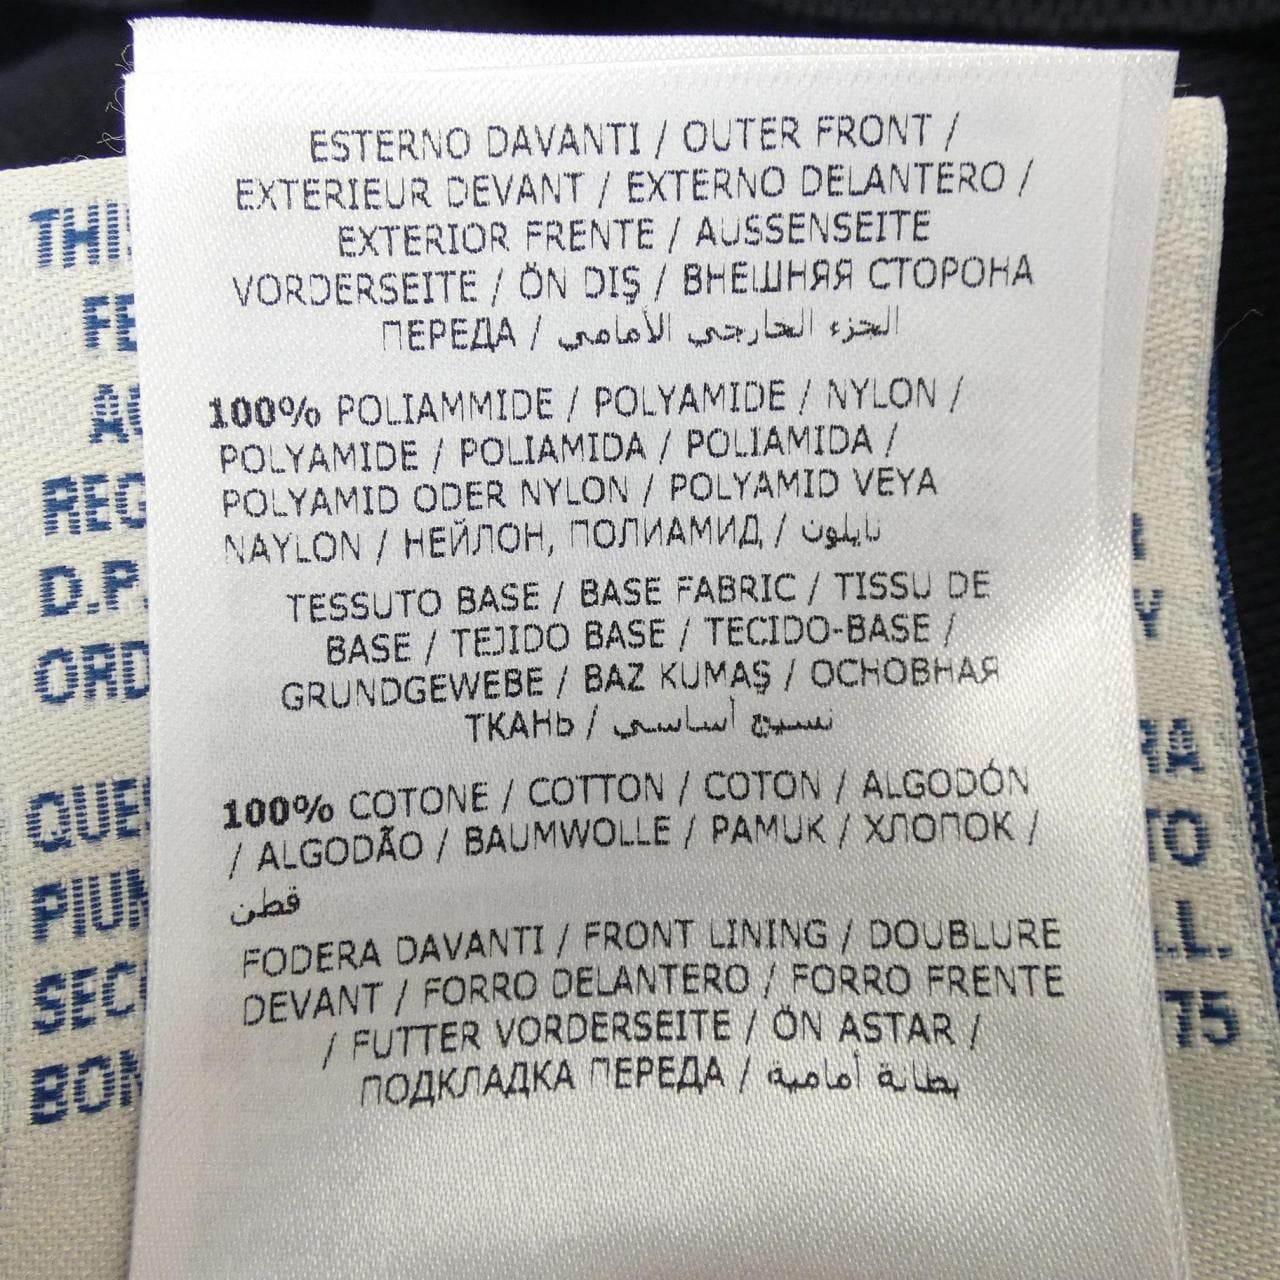 ESTERNO DAVANTI / OUTER FRONT /
EXTERIEUR DEVANT / EXTERNO DELANTERO /
EXTERIOR FRENTE / AUSSENSEITE
VORDERSEITE / ÖN DIŞ / ВНЕШНЯЯ СТОРОНА
ПЕРЕДА / الجزء الخارجي الأمامي
100% POLIAMMIDE / POLYAMIDE / NYLON /
POLYAMIDE / POLIAMIDA / POLIAMIDA /
POLYAMID ODER NYLON / POLYAMID VEYA
NAYLON / НЕЙЛОН, ПОЛИАМИД / نايلون
TESSUTO BASE / BASE FABRIC / TISSU DE
BASE / TEJIDO BASE / TECIDO-BASE /
GRUNDGEWEBE / BAZ KUMAŞ / ОСНОВНАЯ
ТКАНЬ / نسيج أساسي
100% COTONE / COTTON / COTON / ALGODÓN
/ ALGODÃO / BAUMWOLLE / PAMUK / ХЛОПОК /
قطن
FODERA DAVANTI / FRONT LINING / DOUBLURE
DEVANT / FORRO DELANTERO / FORRO FRENTE
/ FUTTER VORDERSEITE / ÖN ASTAR /
ПОДКЛАДКА ПЕРЕДА / بطانة أمامية
THIS
REG
D.P.
75